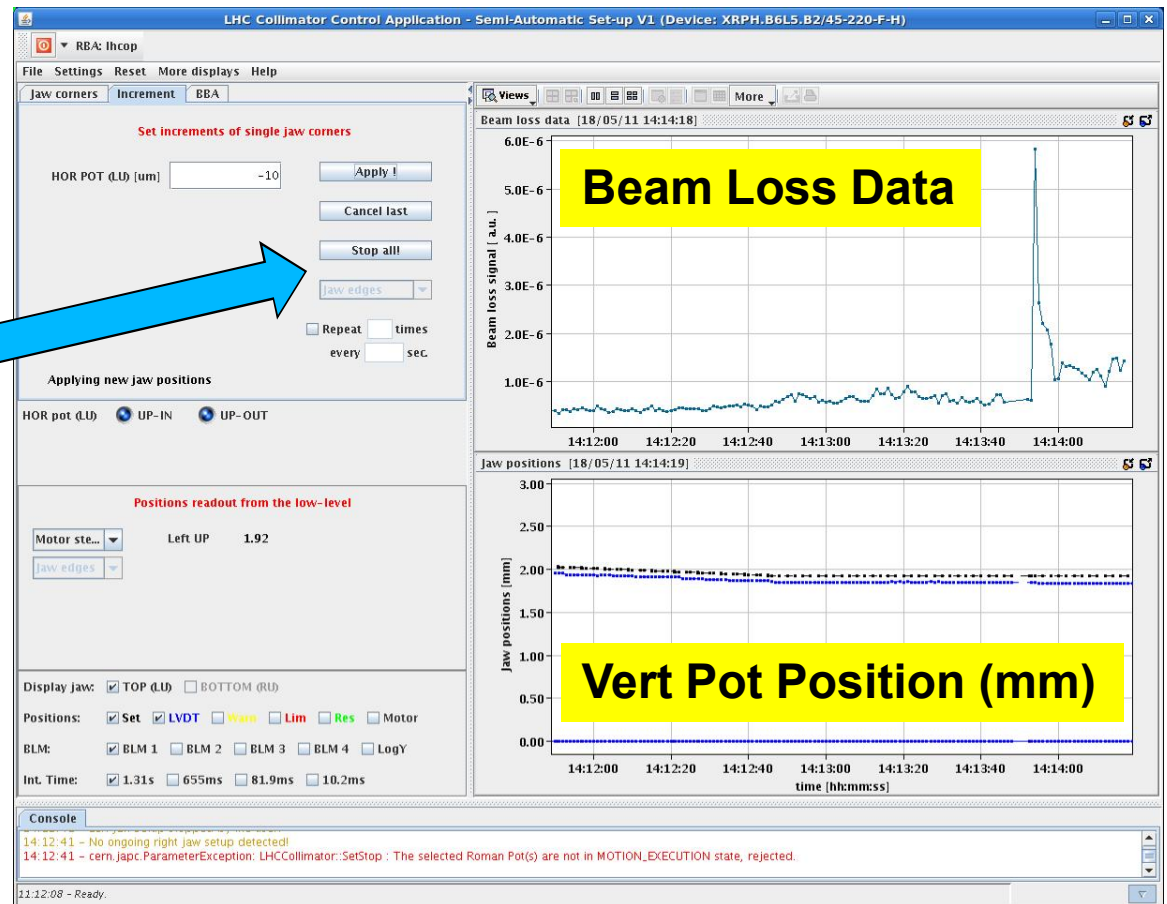 LHC Collimator Control Application - Semi-Automatic Set-up V1 (Device: XRPH.B6L5.B2/45-220-F-H)
RBA: lhcop
File Settings Reset More displays Help
Jaw corners Increment BBA
Set increments of single jaw corners
HOR POT (LU) [um] -10 Apply !
Cancel last
Stop all!
Jaw edges
Repeat times
every sec.
Applying new jaw positions
HOR pot (LU) UP-IN UP-OUT
Positions readout from the low-level
Motor ste... Left UP 1.92
Jaw edges
Display jaw: TOP (LU) BOTTOM (RU)
Positions: Set LVDT Warn Lim Res Motor
BLM: BLM 1 BLM 2 BLM 3 BLM 4 LogY
Int. Time: 1.31s 655ms 81.9ms 10.2ms
Views More
Beam loss data [18/05/11 14:14:18]
Beam Loss Data
Beam loss signal [ a.u. ]
6.0E-6
5.0E-6
4.0E-6
3.0E-6
2.0E-6
1.0E-6
14:12:00 14:12:20 14:12:40 14:13:00 14:13:20 14:13:40 14:14:00
Jaw positions [18/05/11 14:14:19]
Jaw positions [mm]
3.00
2.50
2.00
1.50
1.00
0.50
0.00
Vert Pot Position (mm)
14:12:00 14:12:20 14:12:40 14:13:00 14:13:20 14:13:40 14:14:00
time [hh:mm:ss]
Console
14:12:41 - No ongoing right jaw setup detected!
14:12:41 - cern.japc.ParameterException: LHCCollimator::SetStop : The selected Roman Pot(s) are not in MOTION_EXECUTION state, rejected.
11:12:08 - Ready.